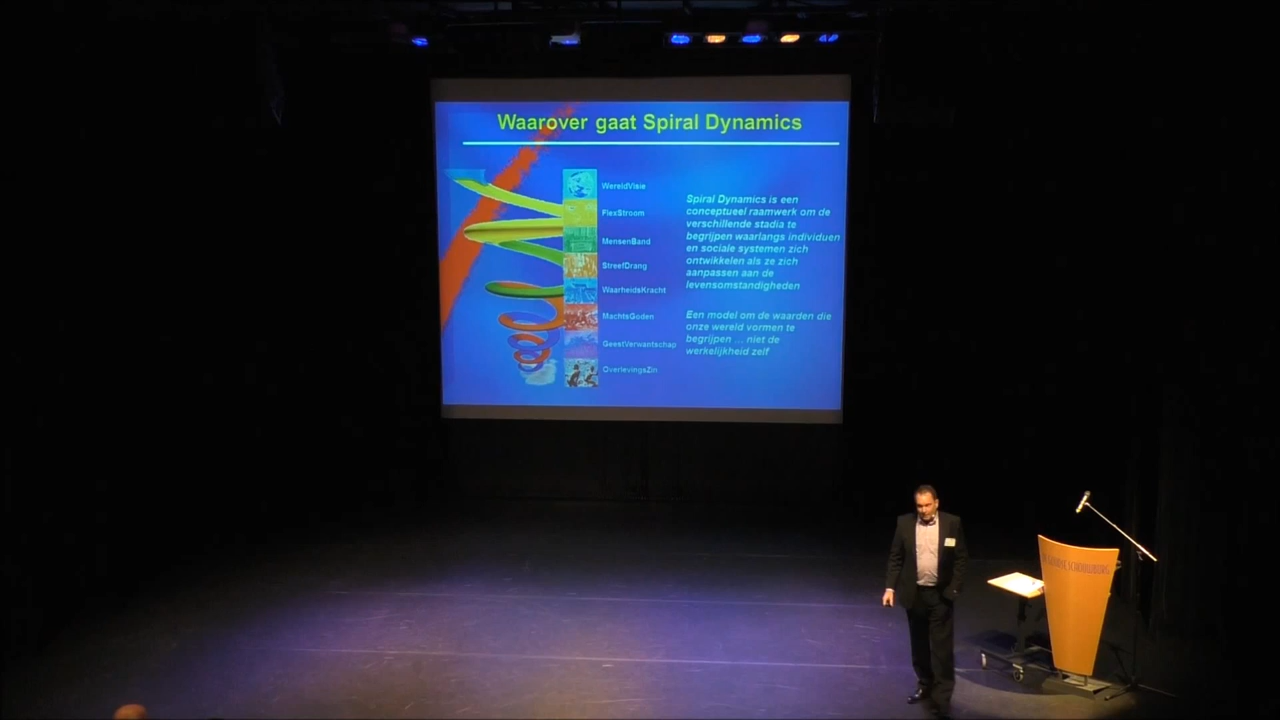 Waarover gaat Spiral Dynamics
WereldVisie
FlexStroom
MensenBand
StreefDrang
WaarheidsKracht
MachtsGoden
GeestVerwantschap
OverlevingsZin
Spiral Dynamics is een
conceptueel raamwerk om de
verschillende stadia te
begrijpen waarlangs individuen
en sociale systemen zich
ontwikkelen als ze zich
aanpassen aan de
levensomstandigheden
Een model om de waarden die
onze wereld vormen te
begrijpen ... niet de
werkelijkheid zelf
SCHOUWBURG